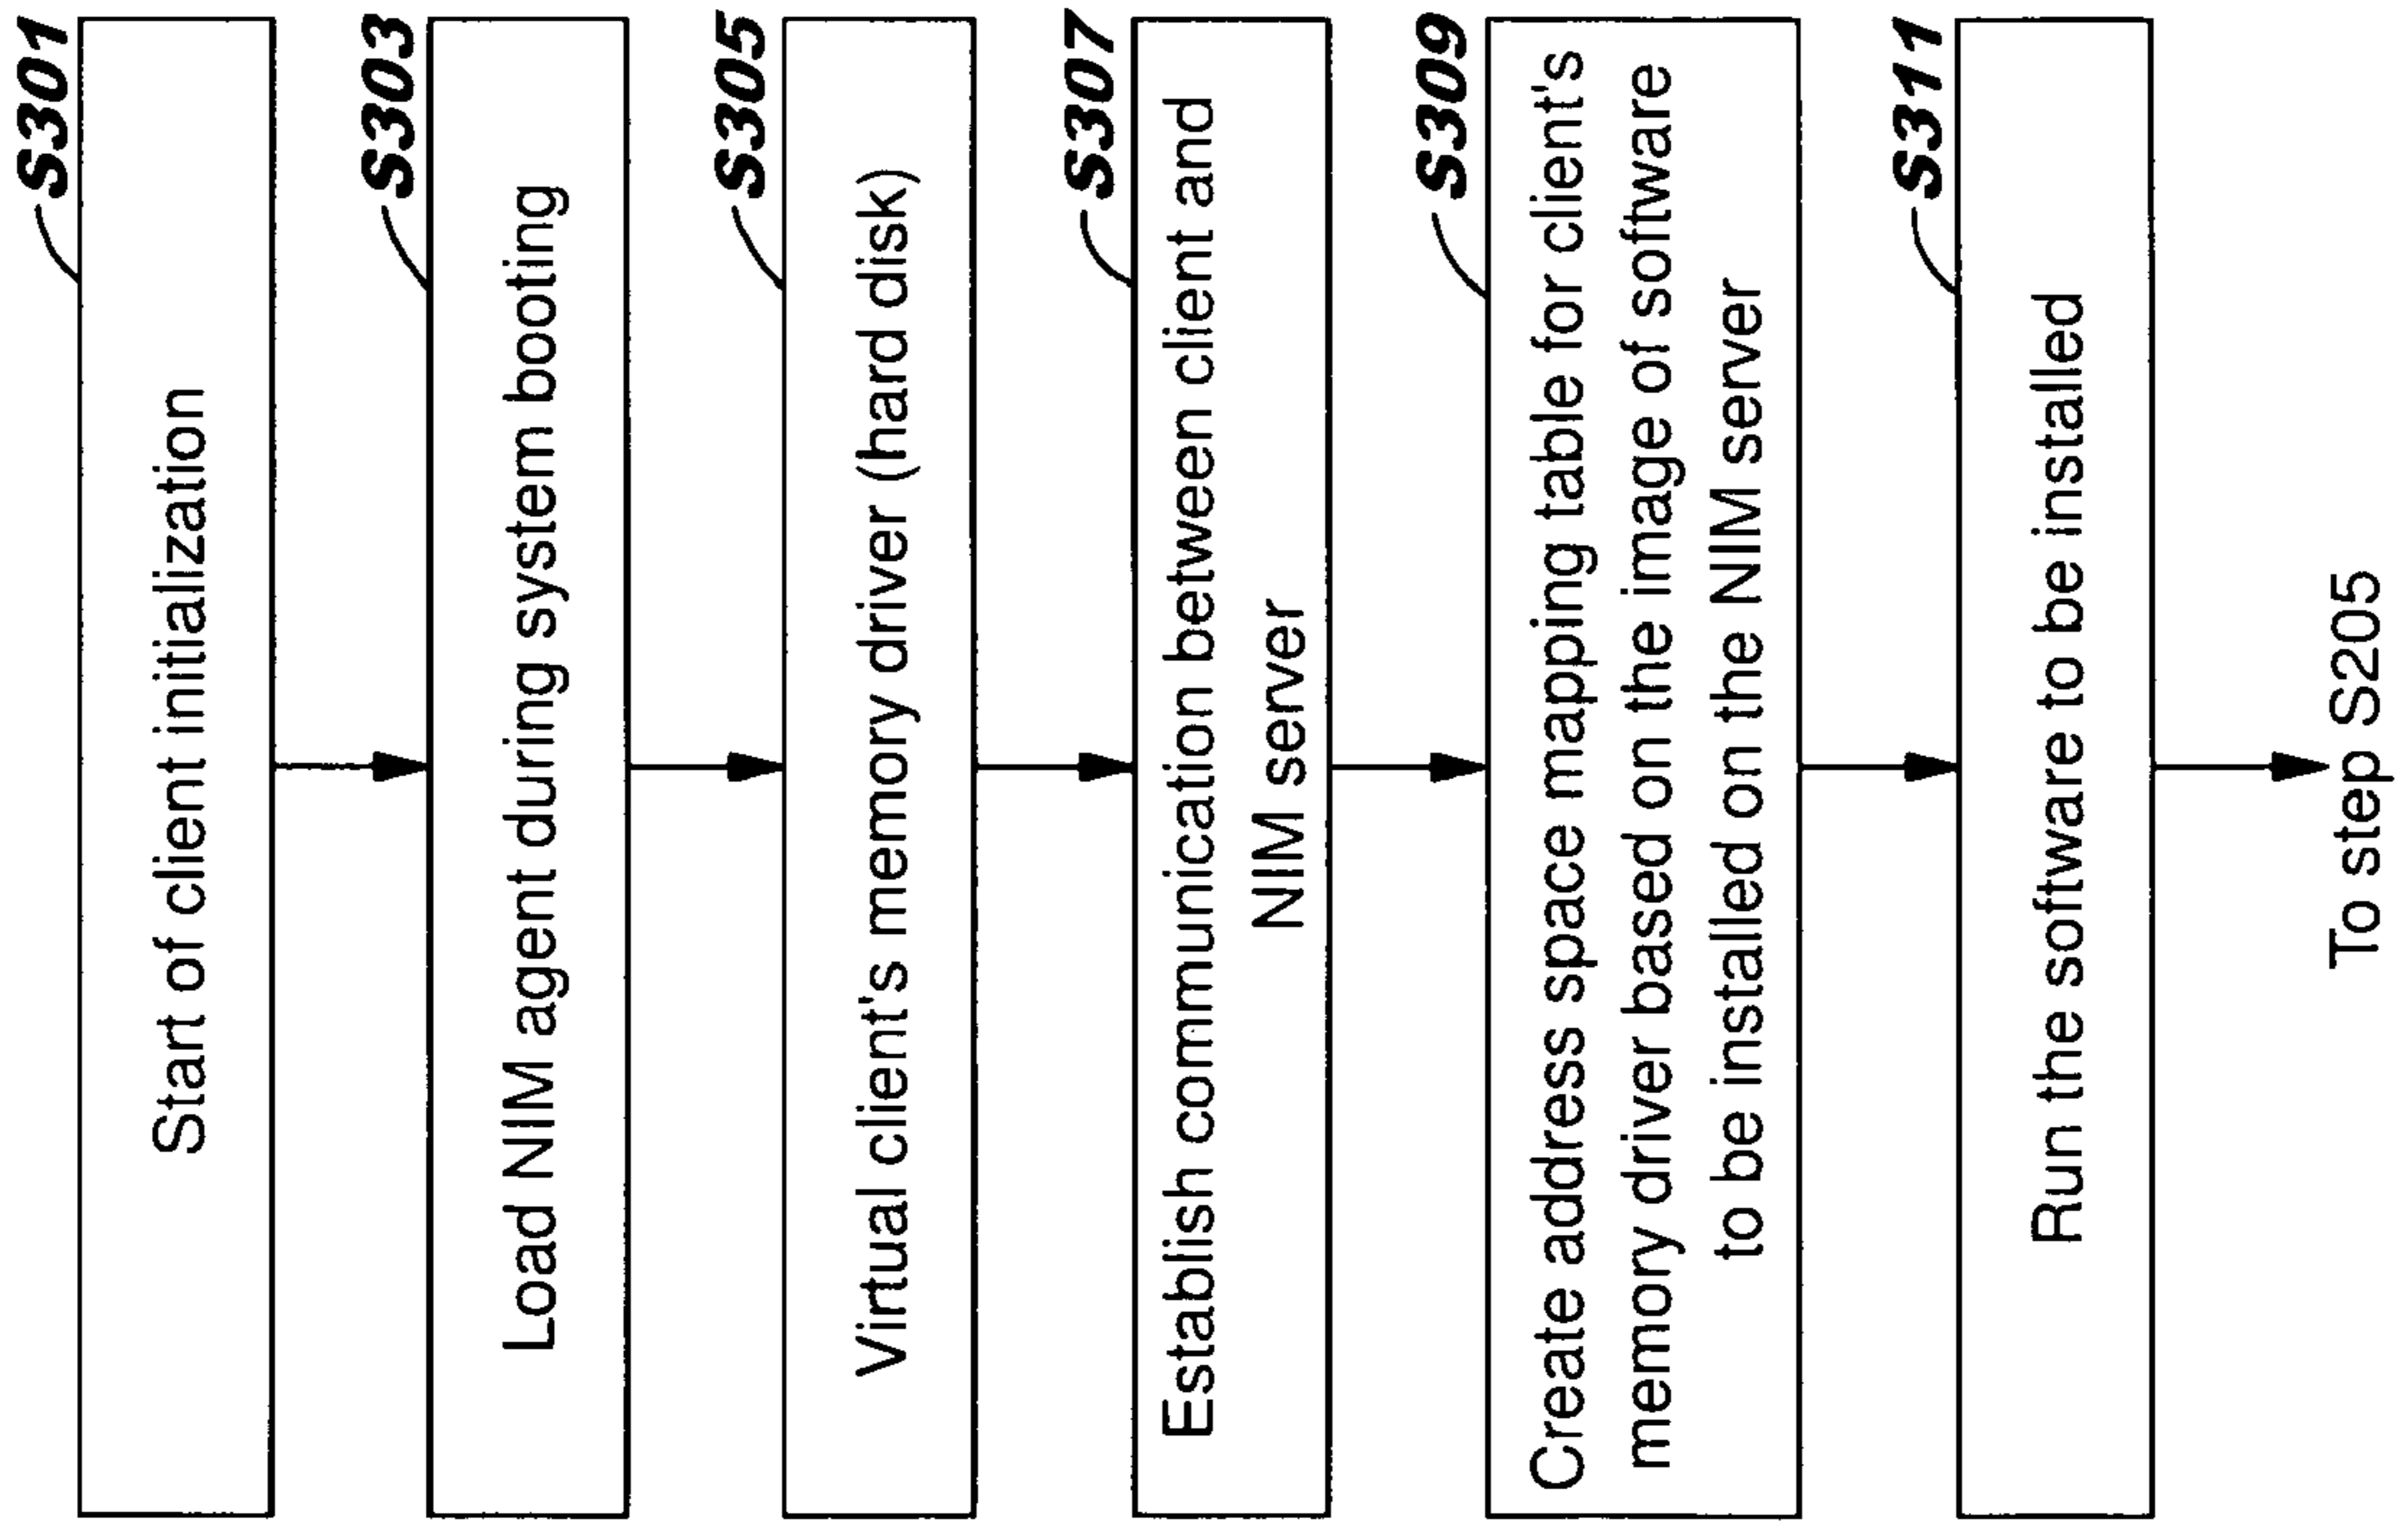 S301
Start of client initialization
S303
Load NIM agent during system booting
S305
Virtual client's memory driver (hard disk)
S307
Establish communication between client and
NIM server
S309
Create address space mapping table for client's
memory driver based on the image of software
to be installed on the NIM server
S311
Run the software to be installed
To step S205